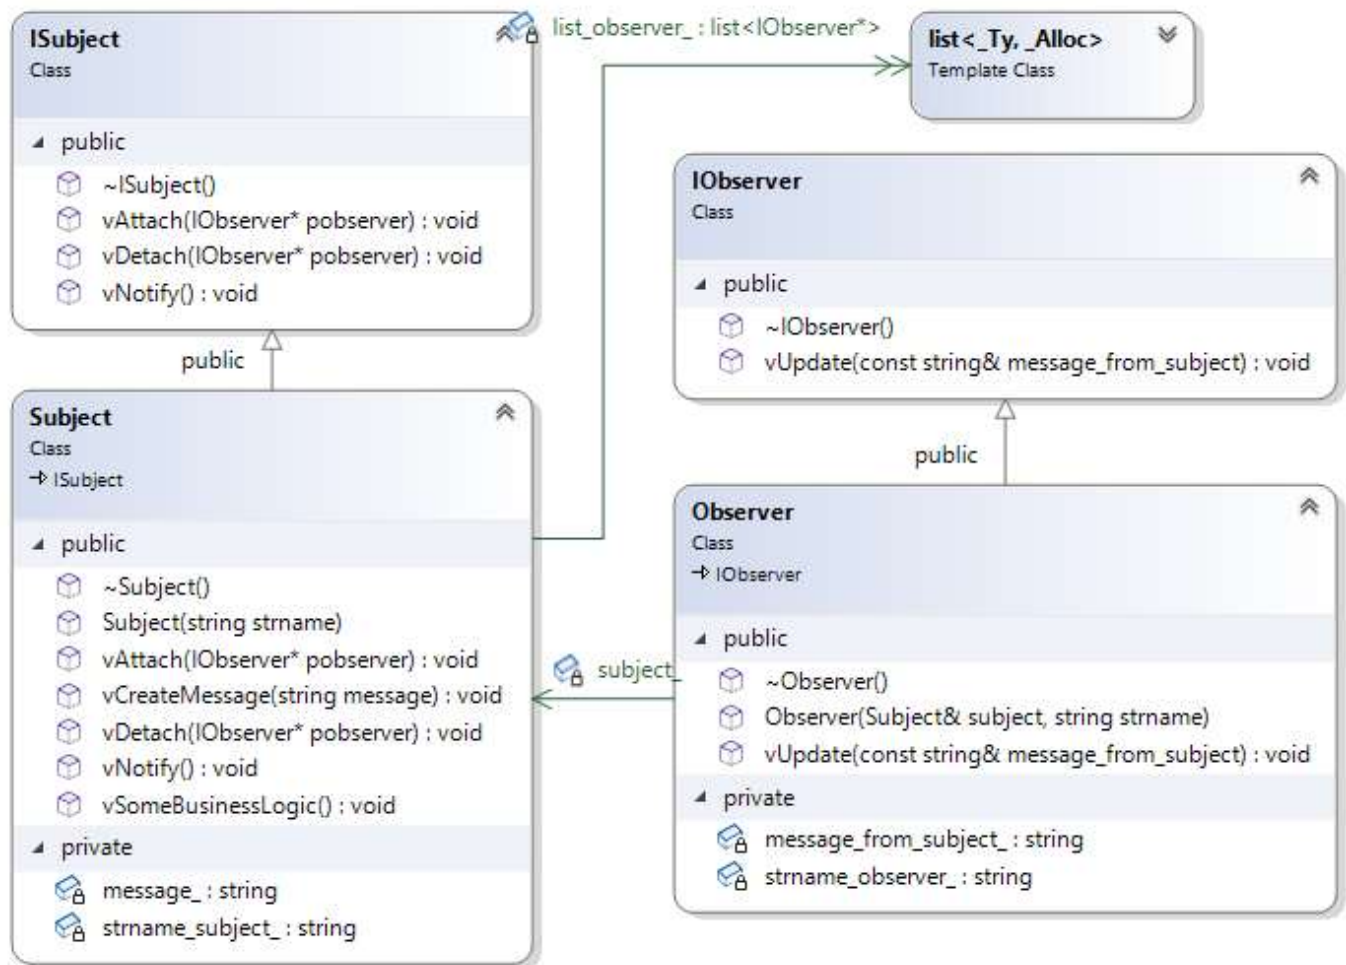 ISubject
Class
public
~ISubject()
vAttach(IObserver* pobserver) : void
vDetach(IObserver* pobserver) : void
vNotify() : void
list_observer_ : list<IObserver*>
list<_Ty, _Alloc>
Template Class
IObserver
Class
public
~IObserver()
vUpdate(const string& message_from_subject) : void
public
public
Subject
Class
ISubject
public
~Subject()
Subject(string strname)
vAttach(IObserver* pobserver) : void
vCreateMessage(string message) : void
vDetach(IObserver* pobserver) : void
vNotify() : void
vSomeBusinessLogic() : void
private
message_ : string
strname_subject_ : string
subject_
Observer
Class
IObserver
public
~Observer()
Observer(Subject& subject, string strname)
vUpdate(const string& message_from_subject) : void
private
message_from_subject_ : string
strname_observer_ : string